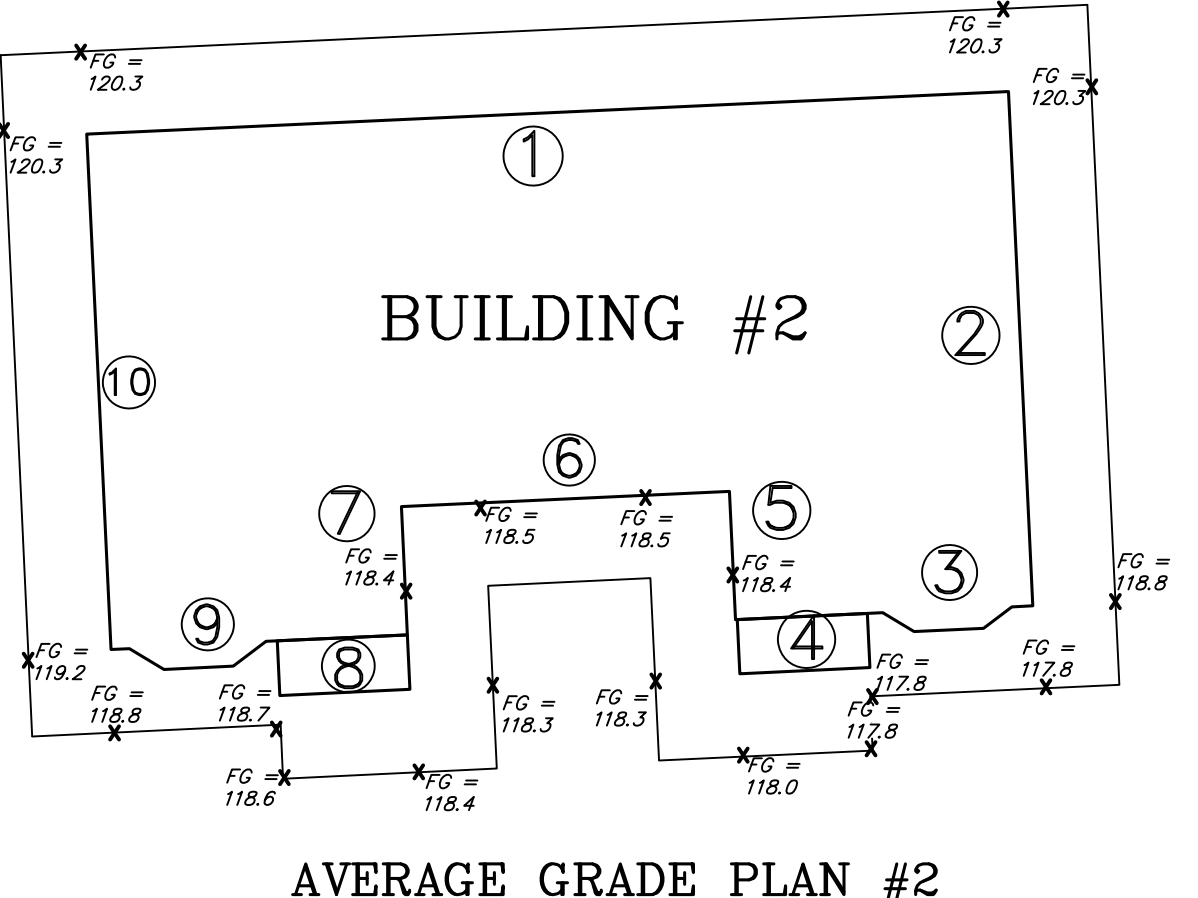 FG =
120.3
FG =
120.3
FG =
120.3
FG =
120.3
1
BUILDING #2
2
10
6
7
5
FG =
118.5
FG =
118.5
FG =
118.4
FG =
118.4
3
FG =
118.8
9
4
8
FG =
119.2
FG =
117.8
FG =
117.8
FG =
118.8
FG =
118.7
FG =
118.3
FG =
118.3
FG =
117.8
FG =
118.6
FG =
118.4
FG =
118.0
AVERAGE GRADE PLAN #2